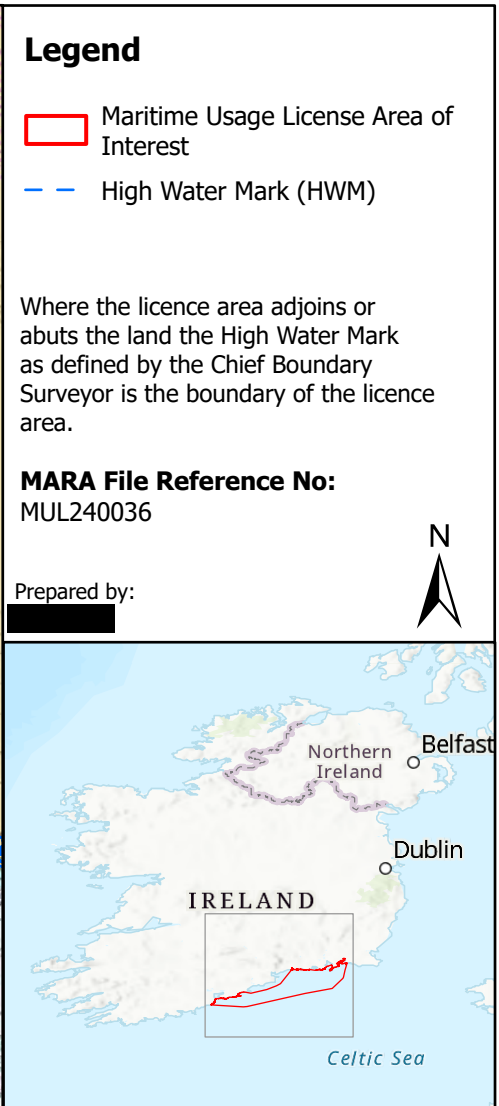 Legend
Maritime Usage License Area of
Interest
High Water Mark (HWM)
Where the licence area adjoins or
abuts the land the High Water Mark
as defined by the Chief Boundary
Surveyor is the boundary of the licence
area.
MARA File Reference No:
MUL240036
N
Prepared by:
Northern
Ireland
Belfast
Dublin
IRELAND
Celtic Sea